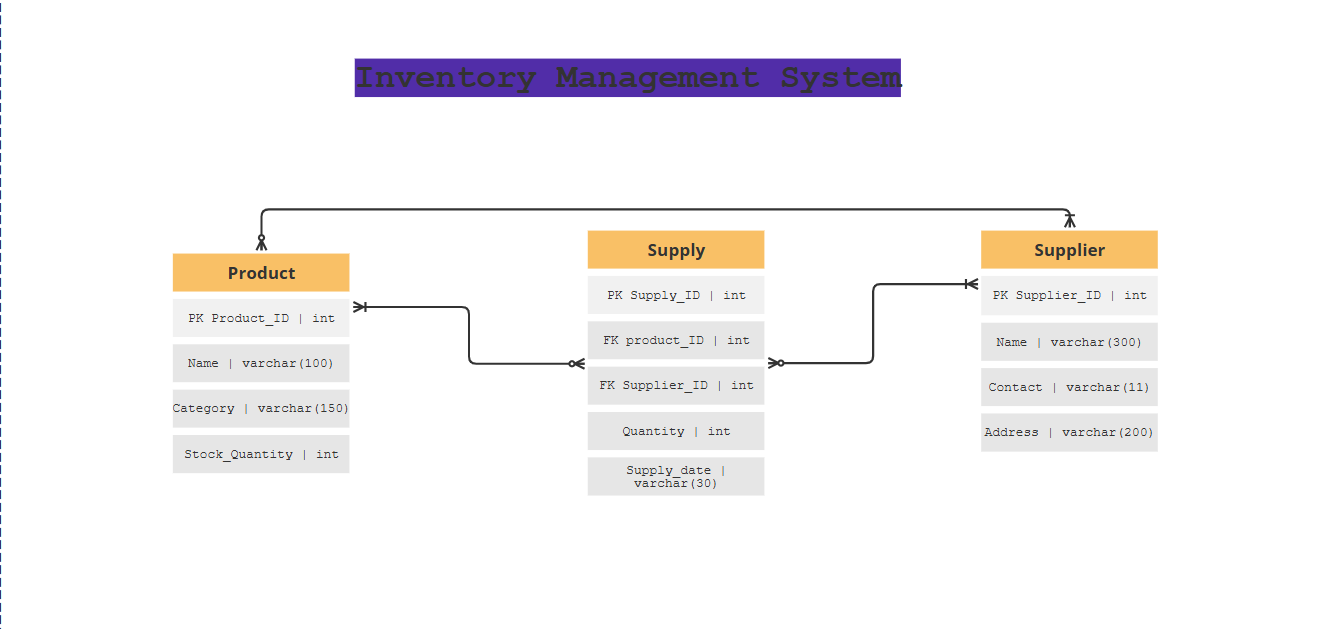 Inventory Management System
Product
PK Product_ID | int
Name | varchar(100)
Category | varchar(150)
Stock_Quantity | int
Supply
PK Supply_ID | int
FK product_ID | int
FK Supplier_ID | int
Quantity | int
Supply_date |
varchar(30)
Supplier
PK Supplier_ID | int
Name | varchar(300)
Contact | varchar(11)
Address | varchar(200)